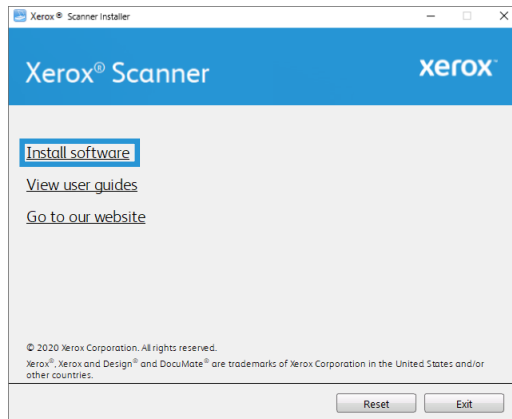 Xerox ® Scanner Installer
Xerox® Scanner
xerox™
Install software
View user guides
Go to our website
© 2020 Xerox Corporation. All rights reserved.
Xerox®, Xerox and Design® and DocuMate® are trademarks of Xerox Corporation in the United States and/or
other countries.
Reset
Exit